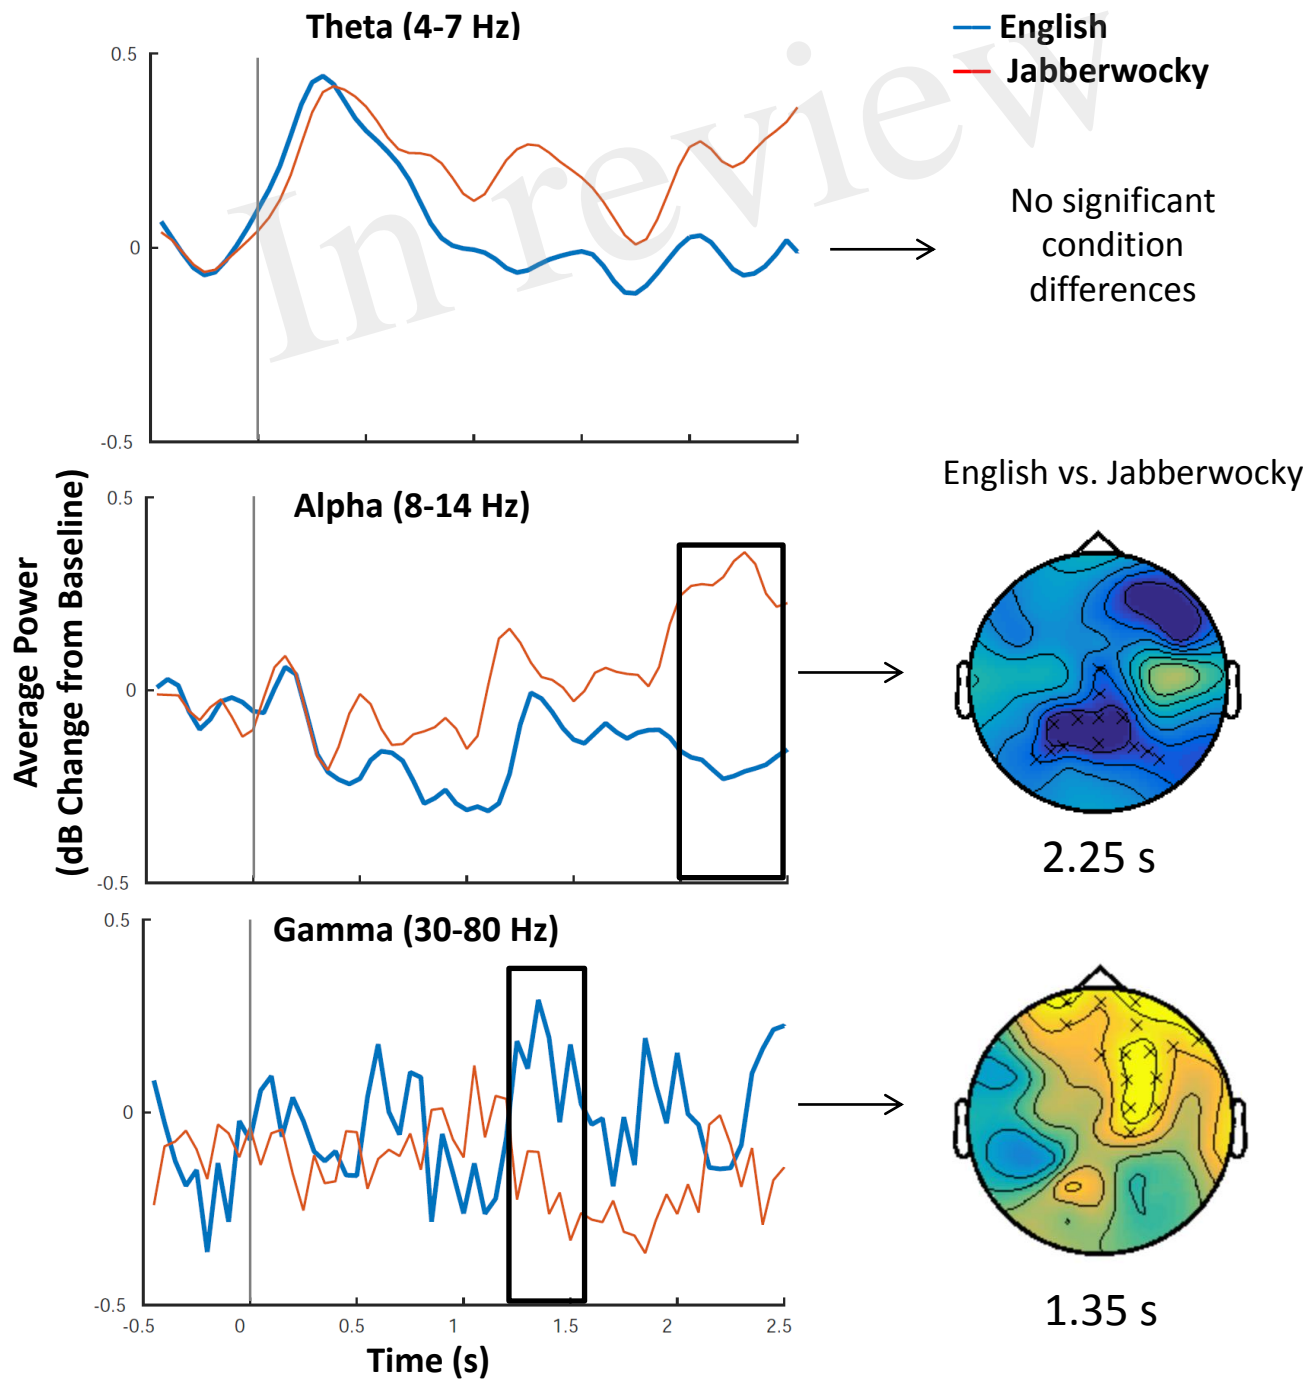 Theta (4-7 Hz)
English
Jabberwocky
0.5
0
-0.5
In review
No significant
condition
differences
Average Power
(dB Change from Baseline)
Alpha (8-14 Hz)
0.5
0
-0.5
English vs. Jabberwocky
2.25 s
Gamma (30-80 Hz)
0.5
0
-0.5
-0.5 0 0.5 1 1.5 2 2.5
Time (s)
1.35 s